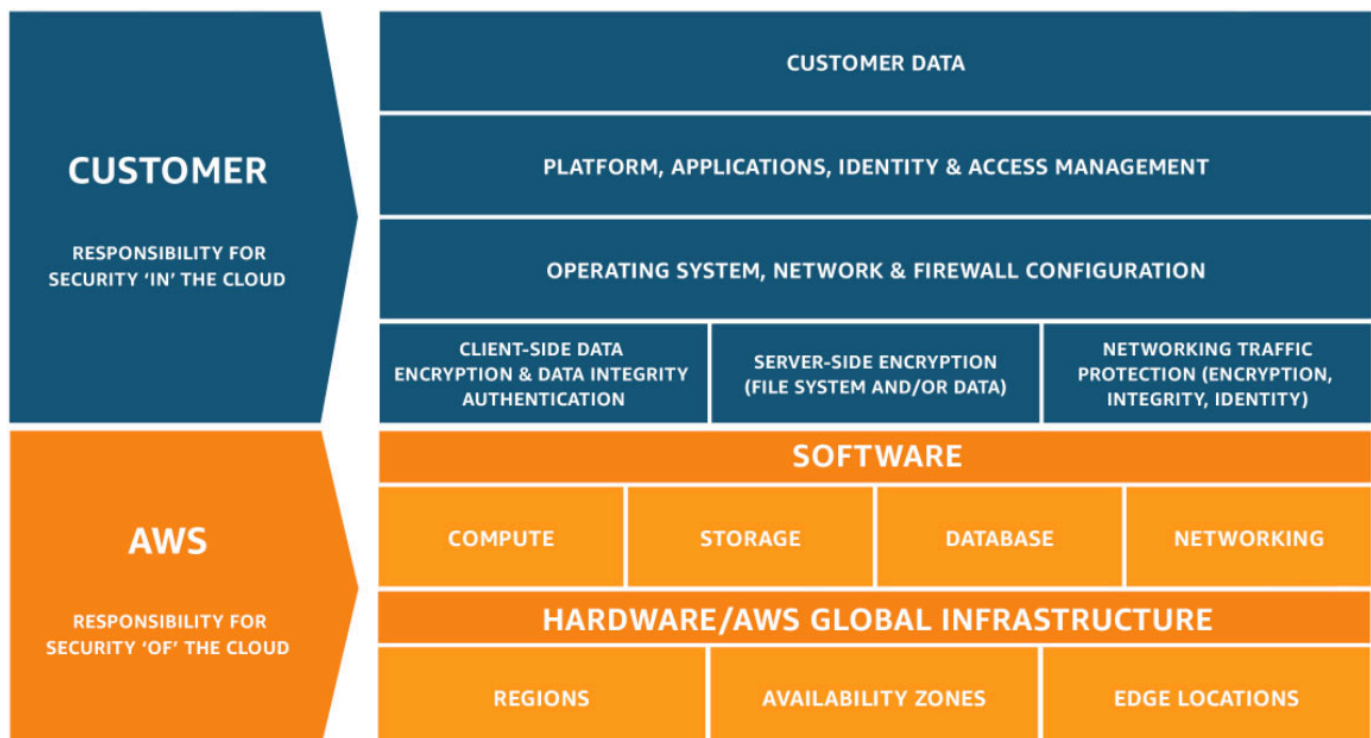 CUSTOMER
RESPONSIBILITY FOR
SECURITY ‘IN’ THE CLOUD
CUSTOMER DATA
PLATFORM, APPLICATIONS, IDENTITY & ACCESS MANAGEMENT
OPERATING SYSTEM, NETWORK & FIREWALL CONFIGURATION
CLIENT-SIDE DATA
ENCRYPTION & DATA INTEGRITY
AUTHENTICATION
SERVER-SIDE ENCRYPTION
(FILE SYSTEM AND/OR DATA)
NETWORKING TRAFFIC
PROTECTION (ENCRYPTION,
INTEGRITY, IDENTITY)
AWS
RESPONSIBILITY FOR
SECURITY ‘OF’ THE CLOUD
SOFTWARE
COMPUTE
STORAGE
DATABASE
NETWORKING
HARDWARE/AWS GLOBAL INFRASTRUCTURE
REGIONS
AVAILABILITY ZONES
EDGE LOCATIONS